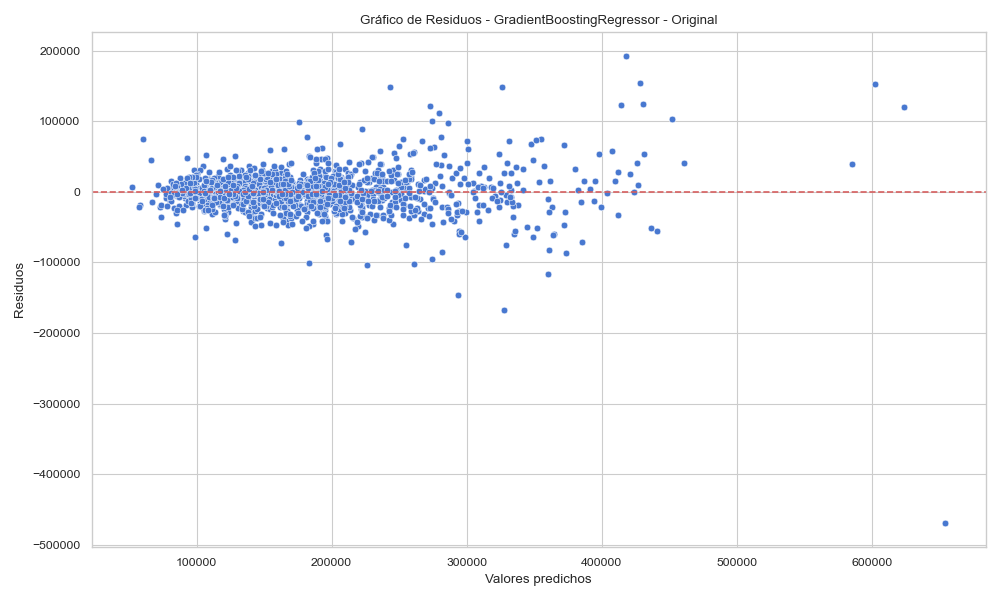 Gráfico de Residuos - GradientBoostingRegressor - Original
200000
100000
0
−100000
−200000
−300000
−400000
−500000
Residuos
100000 200000 300000 400000 500000 600000
Valores predichos